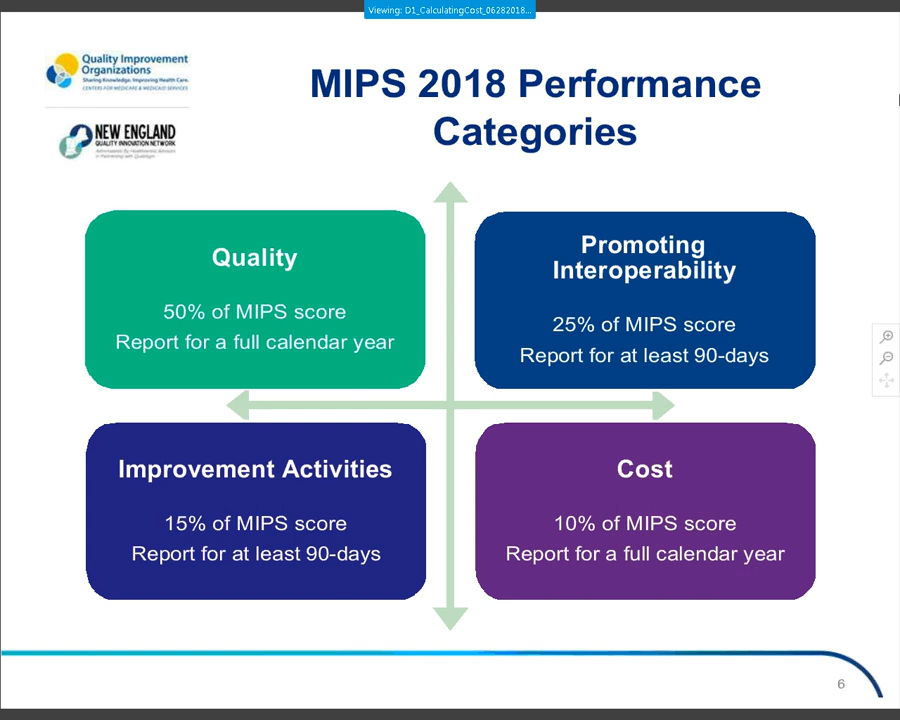 Viewing: D1_CalculatingCost_06282018...
Quality Improvement
Organizations
Sharing Knowledge. Improving Health Care.
CENTERS FOR MEDICARE & MEDICAID SERVICES
NEW ENGLAND
QUALITY INNOVATION NETWORK
MIPS 2018 Performance
Categories
Quality
50% of MIPS score
Report for a full calendar year
Promoting
Interoperability
25% of MIPS score
Report for at least 90-days
Improvement Activities
15% of MIPS score
Report for at least 90-days
Cost
10% of MIPS score
Report for a full calendar year
6